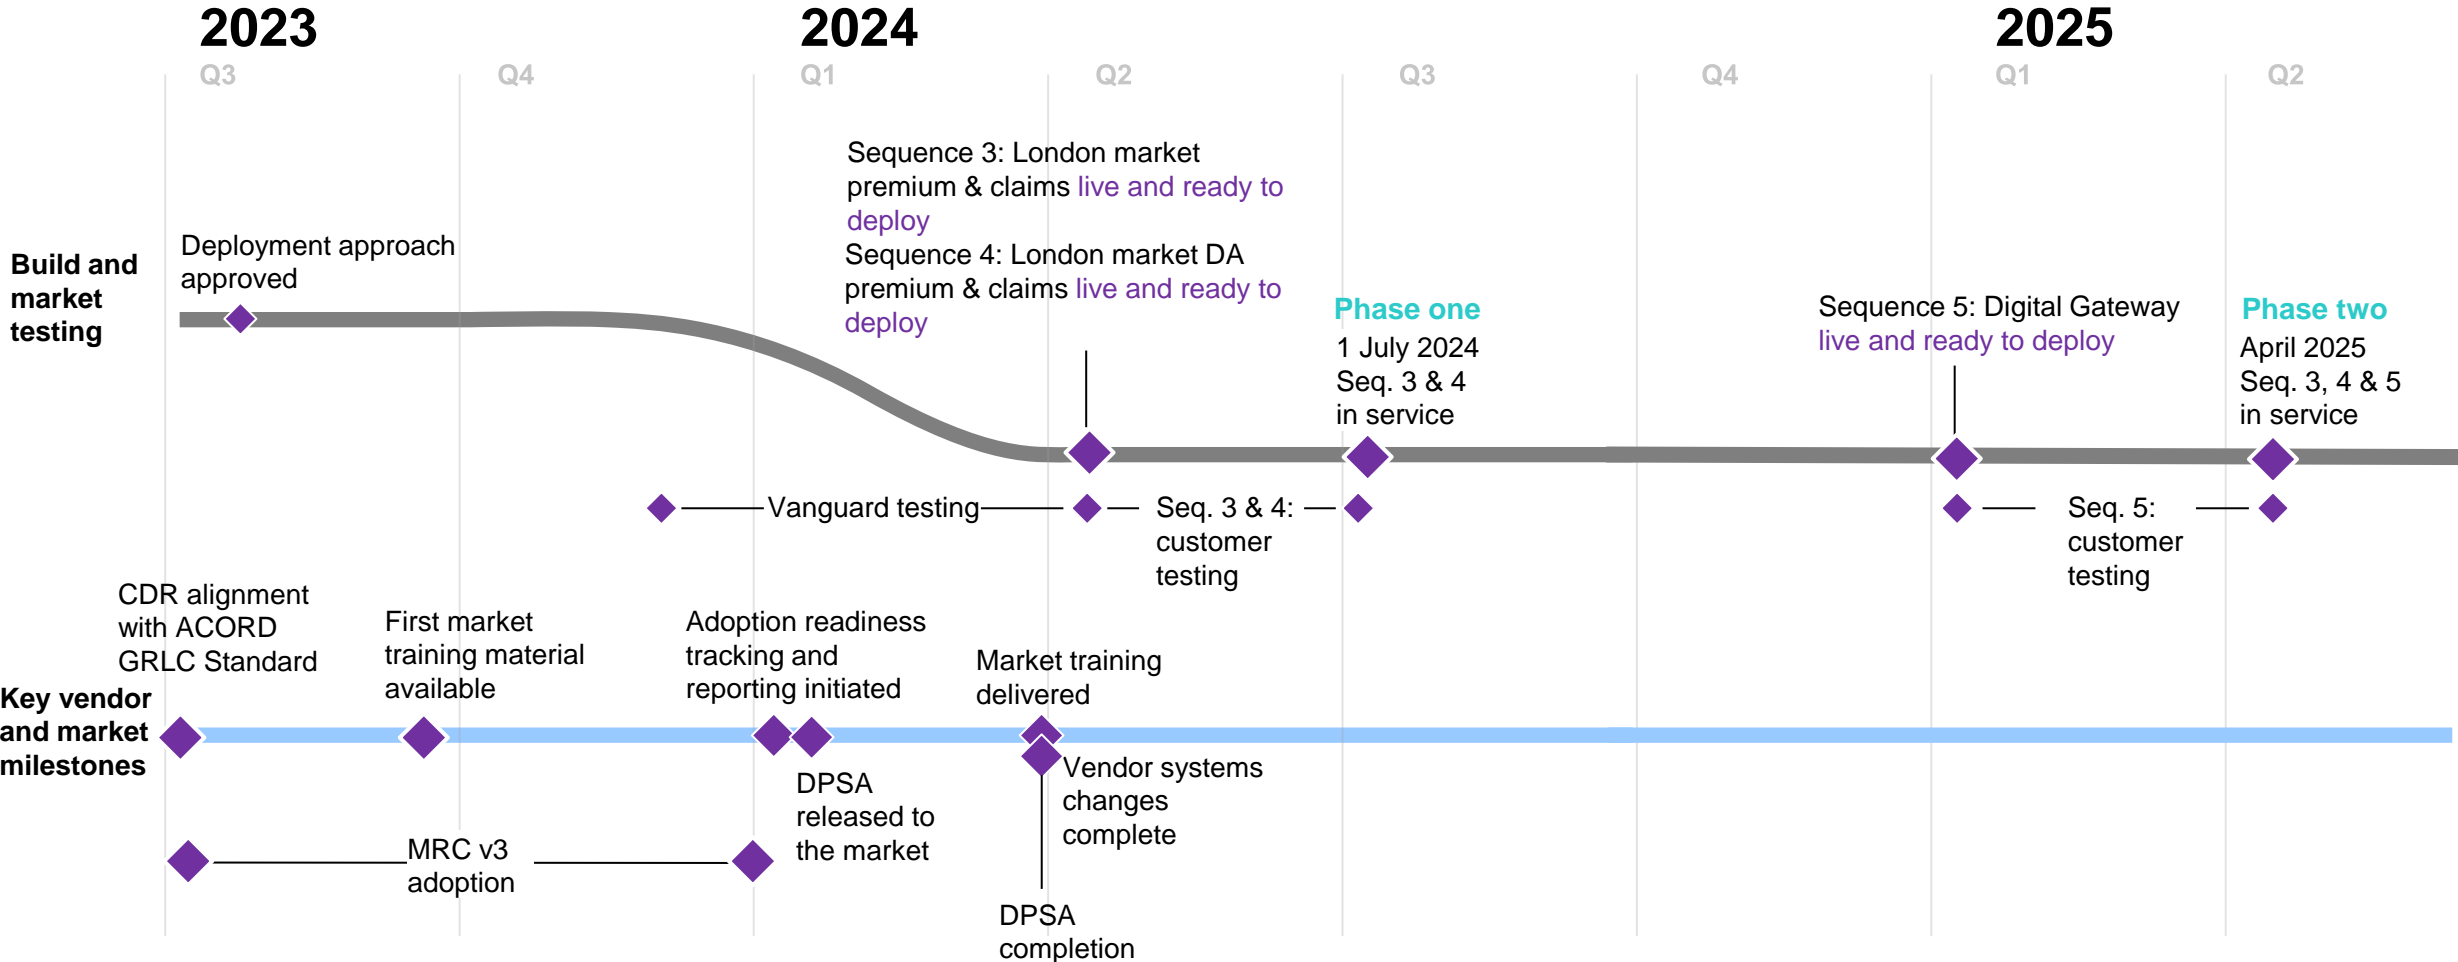 2023
2024
2025
Q3
Q4
Q1
Q2
Q3
Q4
Q1
Q2
Build and
market
testing
Deployment approach
approved
Sequence 3: London market
premium & claims live and ready to
deploy
Sequence 4: London market DA
premium & claims live and ready to
deploy
Phase one
1 July 2024
Seq. 3 & 4
in service
Sequence 5: Digital Gateway
live and ready to deploy
Phase two
April 2025
Seq. 3, 4 & 5
in service
Vanguard testing
Seq. 3 & 4:
customer
testing
Seq. 5:
customer
testing
Key vendor
and market
milestones
CDR alignment
with ACORD
GRLC Standard
First market
training material
available
Adoption readiness
tracking and
reporting initiated
Market training
delivered
DPSA
released to
the market
Vendor systems
changes
complete
MRC v3
adoption
DPSA
completion